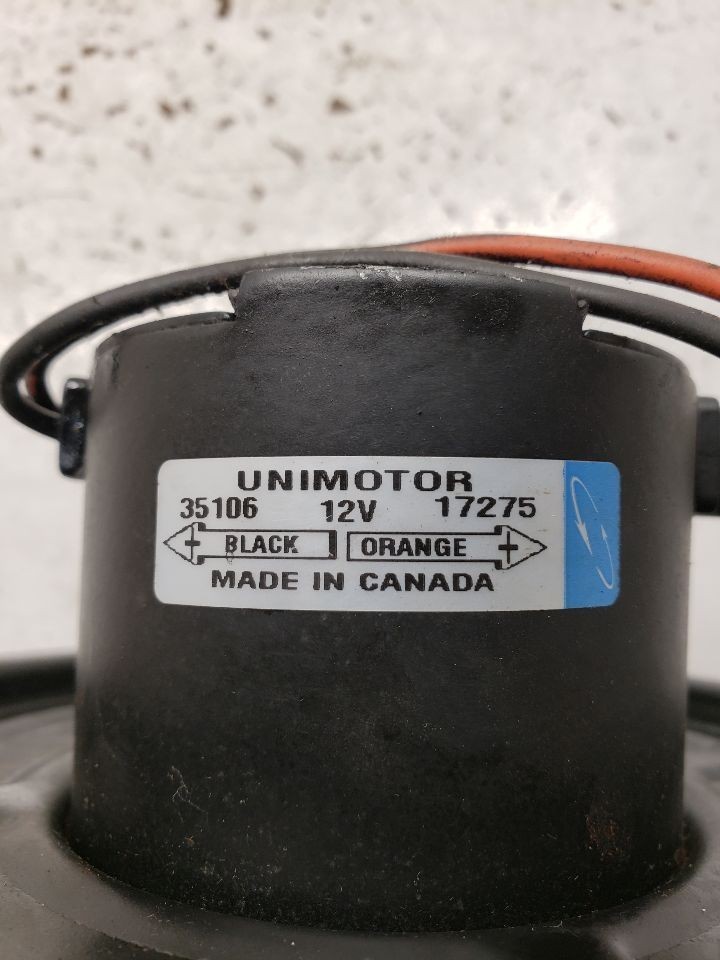 UNIMOTOR
35106 12V 17275
+ BLACK ORANGE +
MADE IN CANADA